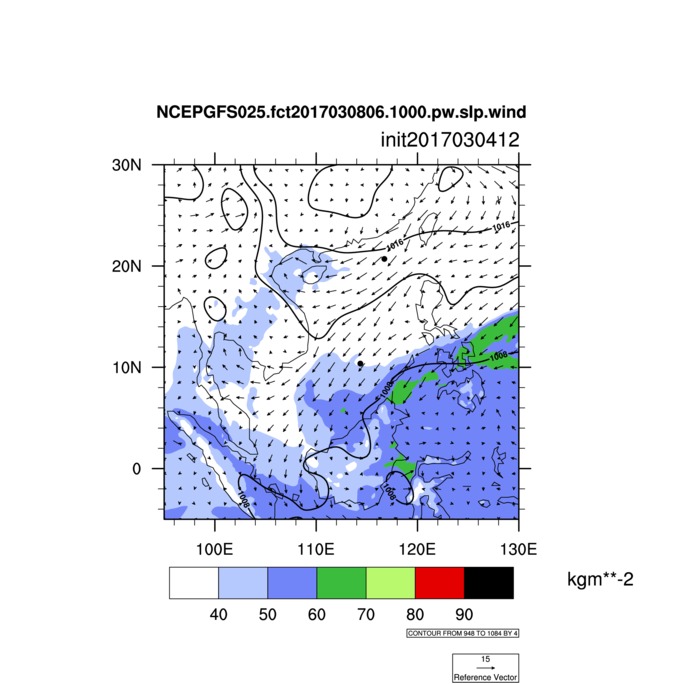 NCEPGFS025.fct2017030806.1000.pw.slp.wind
init2017030412
30N
20N
10N
0
1016
1016
1008
1008
1008
1008
100E 110E 120E 130E
kgm**-2
40 50 60 70 80 90
CONTOUR FROM 948 TO 1084 BY 4
15
Reference Vector